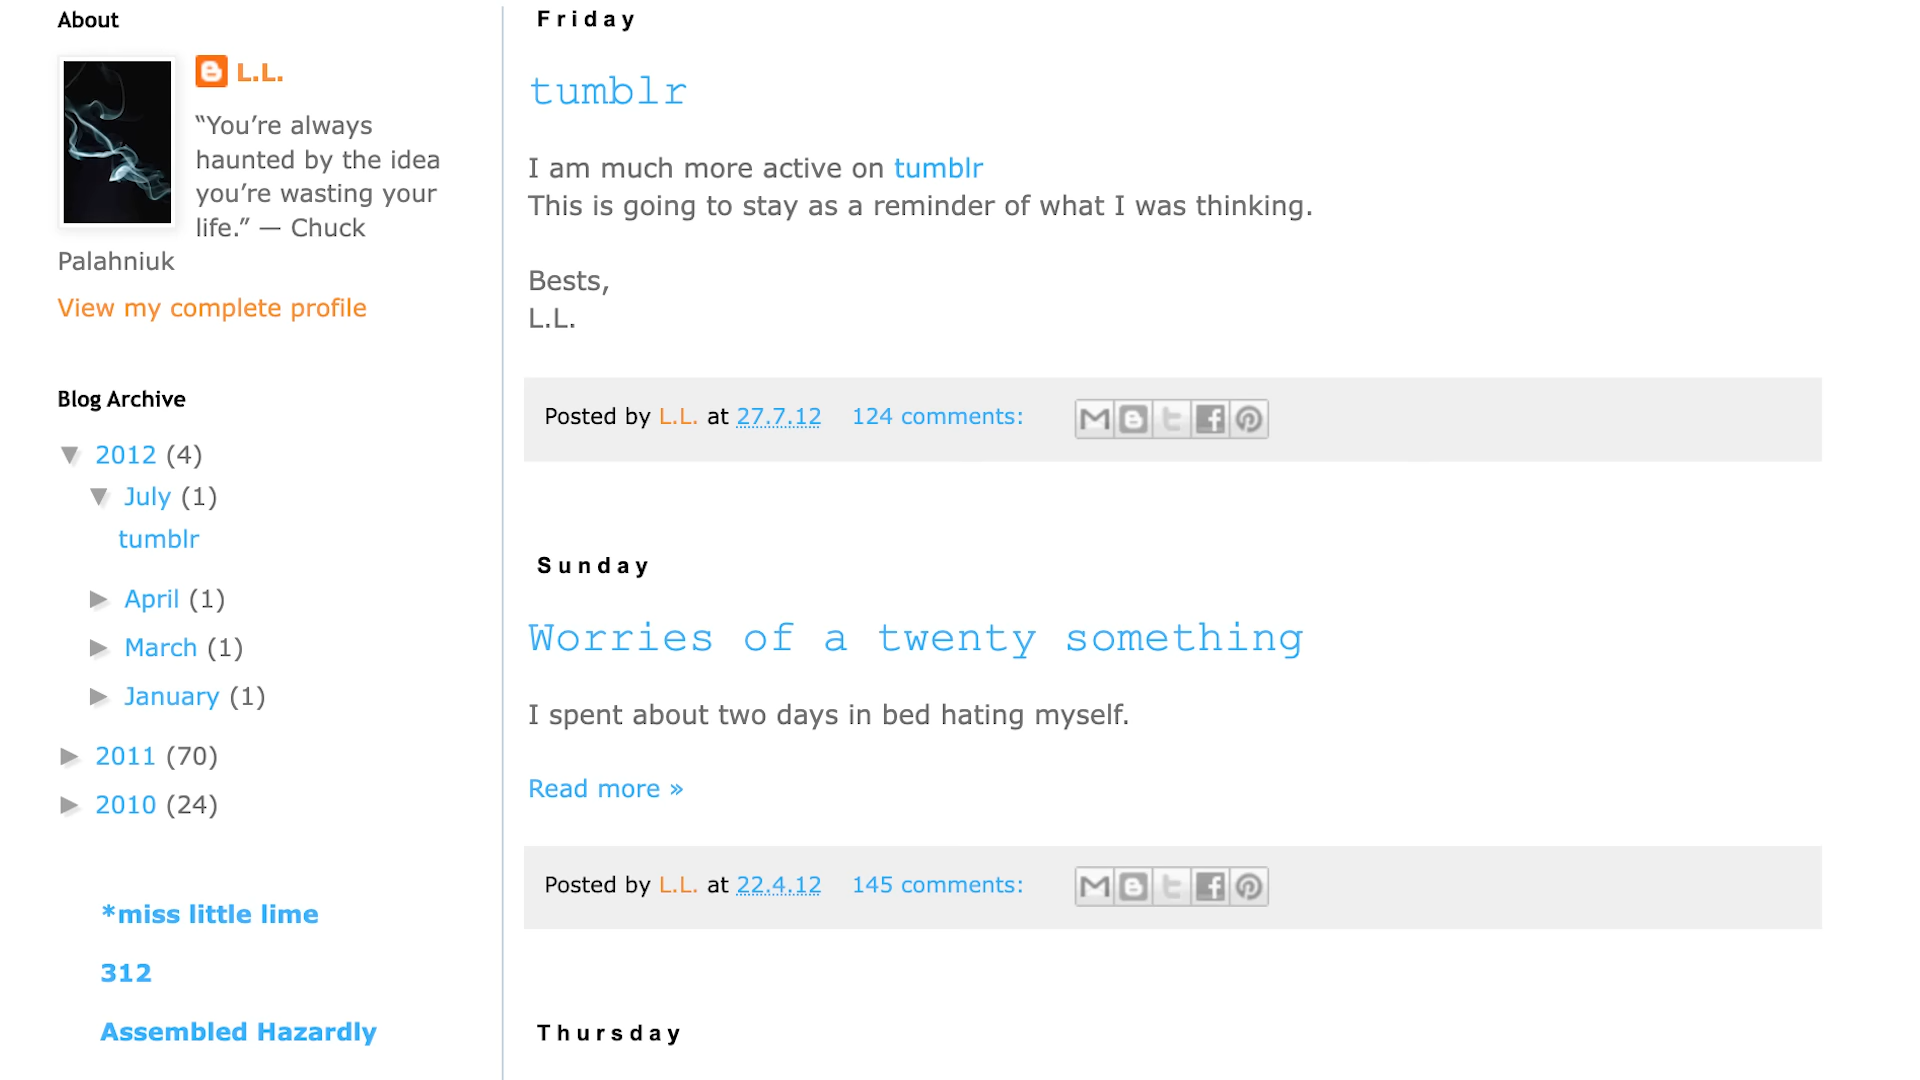 About
L.L.
“You’re always
haunted by the idea
you’re wasting your
life.” — Chuck
Palahniuk
View my complete profile
Blog Archive
▼ 2012 (4)
▼ July (1)
tumblr
► April (1)
► March (1)
► January (1)
► 2011 (70)
► 2010 (24)
*miss little lime
312
Assembled Hazardly
Friday
tumblr
I am much more active on tumblr
This is going to stay as a reminder of what I was thinking.
Bests,
L.L.
Posted by L.L. at 27.7.12 124 comments:
Sunday
Worries of a twenty something
I spent about two days in bed hating myself.
Read more »
Posted by L.L. at 22.4.12 145 comments:
Thursday